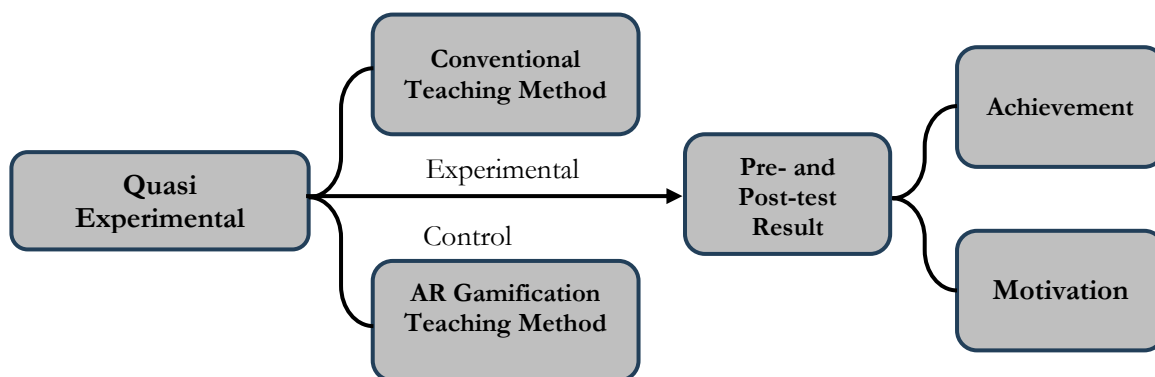 Conventional
Teaching Method
Quasi
Experimental
Experimental
Control
AR Gamification
Teaching Method
Pre- and
Post-test
Result
Achievement
Motivation